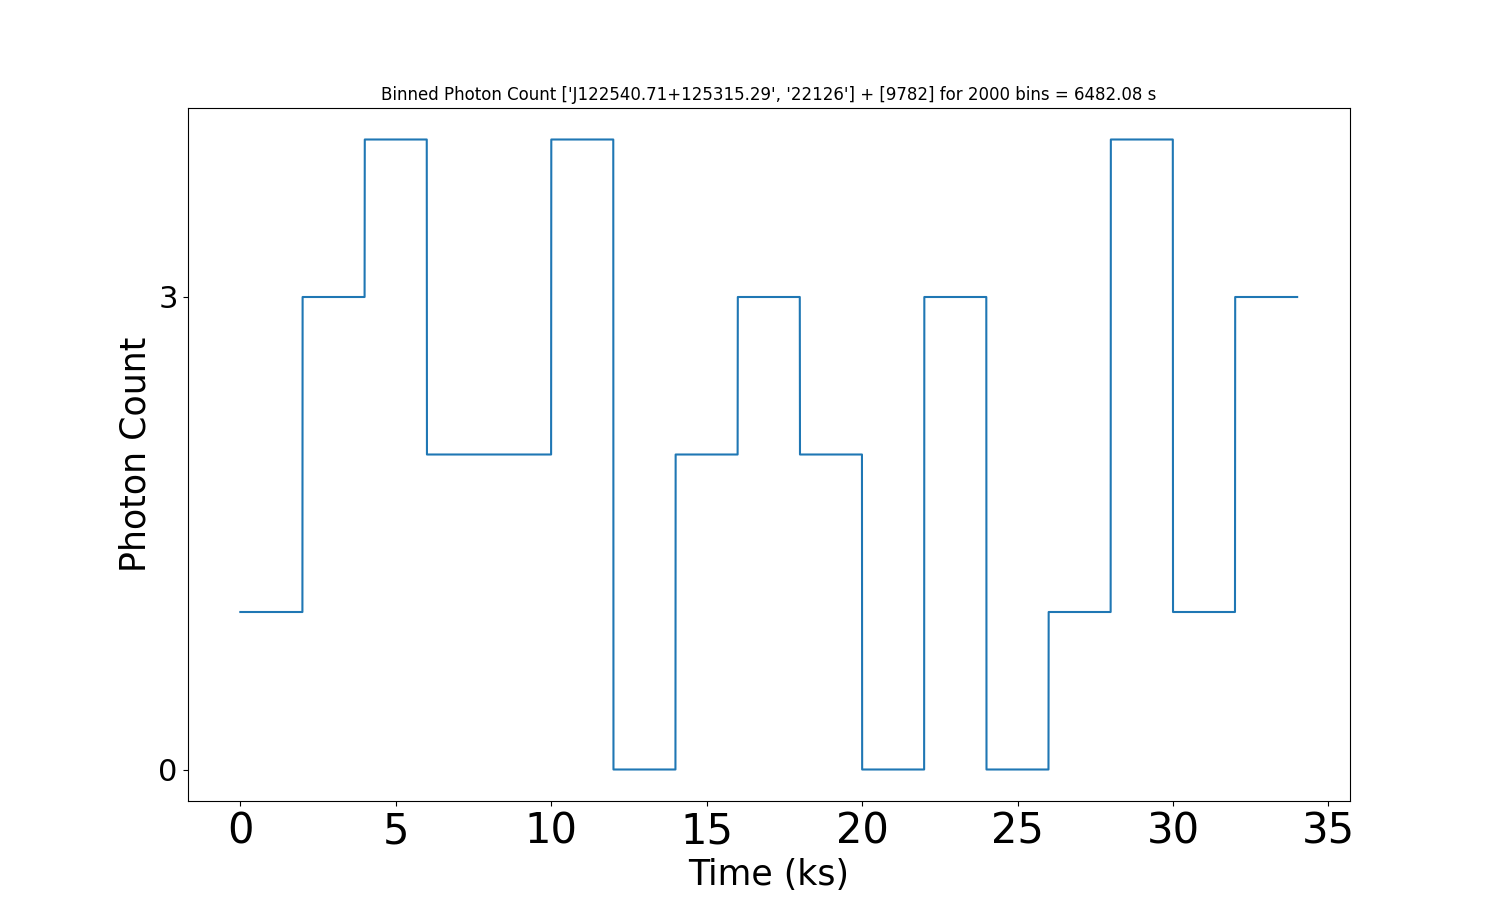 Binned Photon Count ['J122540.71+125315.29', '22126'] + [9782] for 2000 bins = 6482.08 s
3
Photon Count
0
0 5 10 15 20 25 30 35
Time (ks)